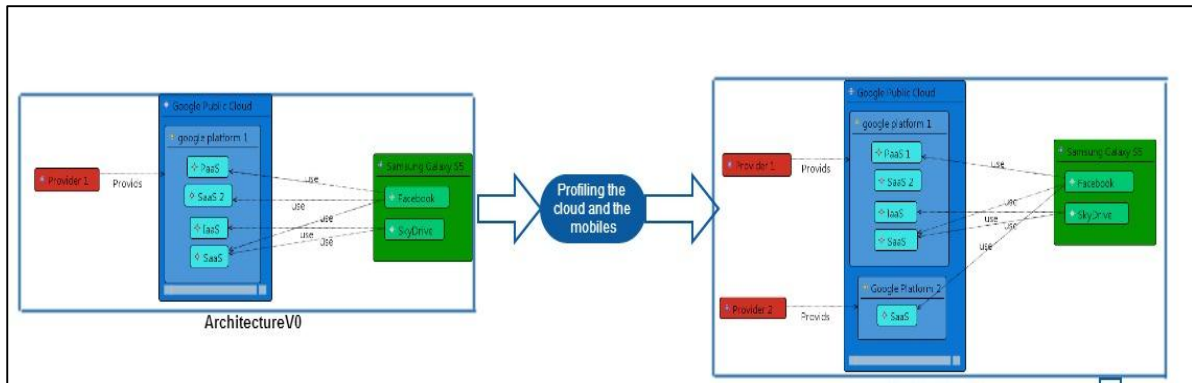 Google Public Cloud
google platform 1
PaaS
SaaS 2
IaaS
SaaS
Provider 1
Provids
use
use
use
use
use
Samsung Galaxy S5
Facebook
SkyDrive
ArchitectureV0
Profiling the
cloud and the
mobiles
Google Public Cloud
google platform 1
PaaS 1
SaaS 2
IaaS
SaaS
Provider 1
Provids
use
use
use
use
use
Samsung Galaxy S5
Facebook
SkyDrive
Google Platform 2
SaaS
Provider 2
Provids